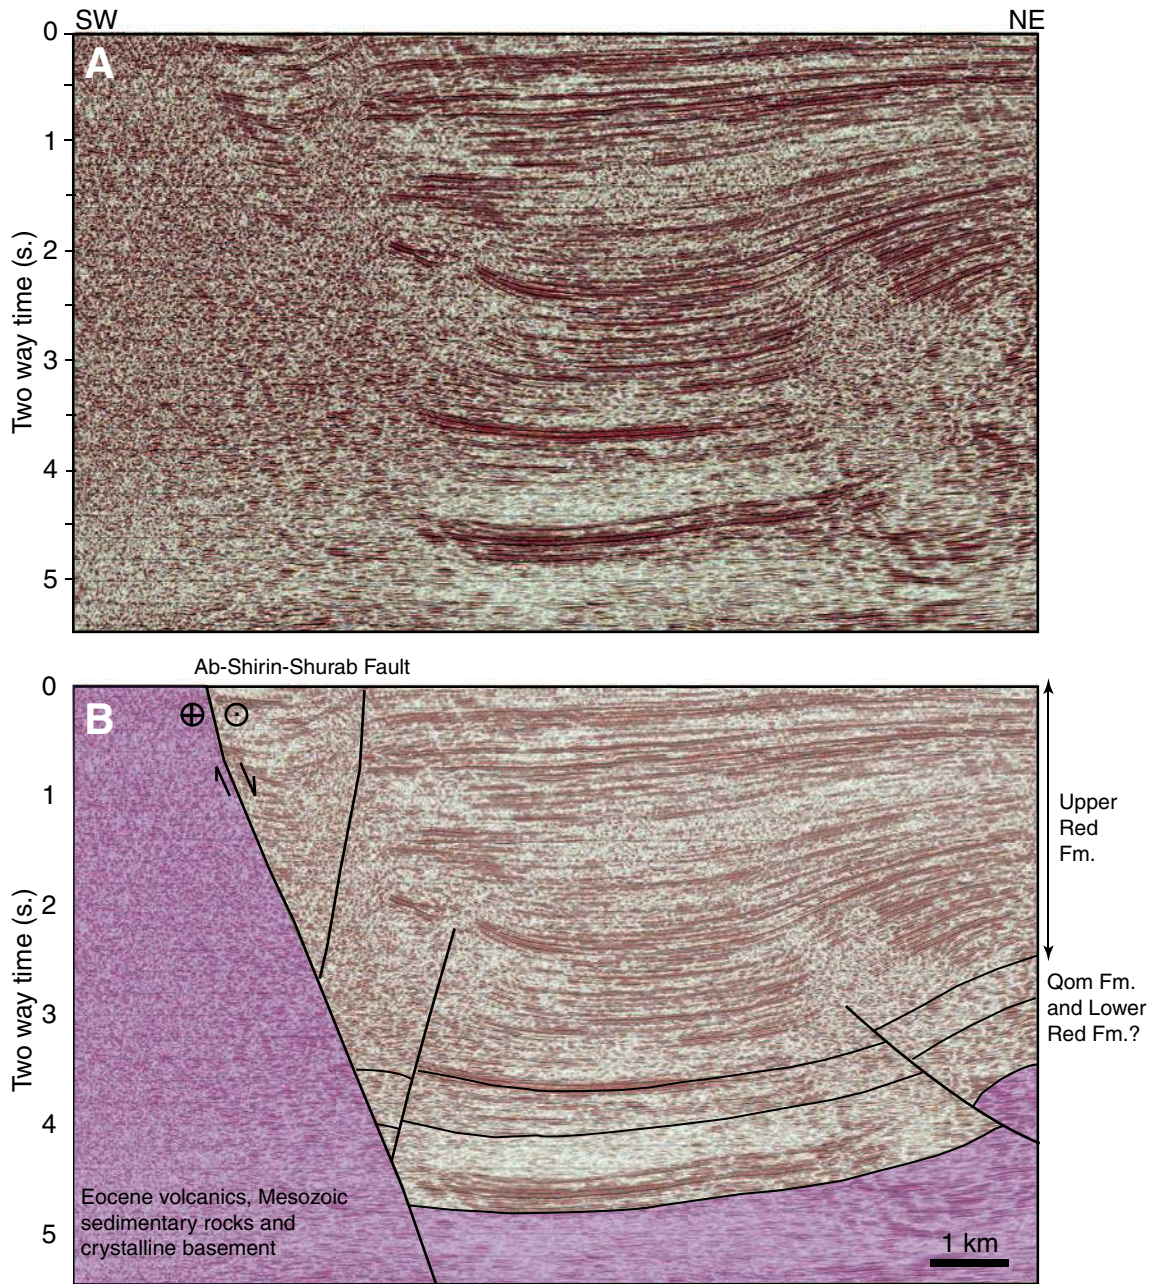 SW
NE
A
0
1
2
3
4
5
Two way time (s.)
Ab-Shirin-Shurab Fault
B
0
1
2
3
4
5
Two way time (s.)
Upper
Red
Fm.
Qom Fm.
and Lower
Red Fm.?
Eocene volcanics, Mesozoic
sedimentary rocks and
crystalline basement
1 km